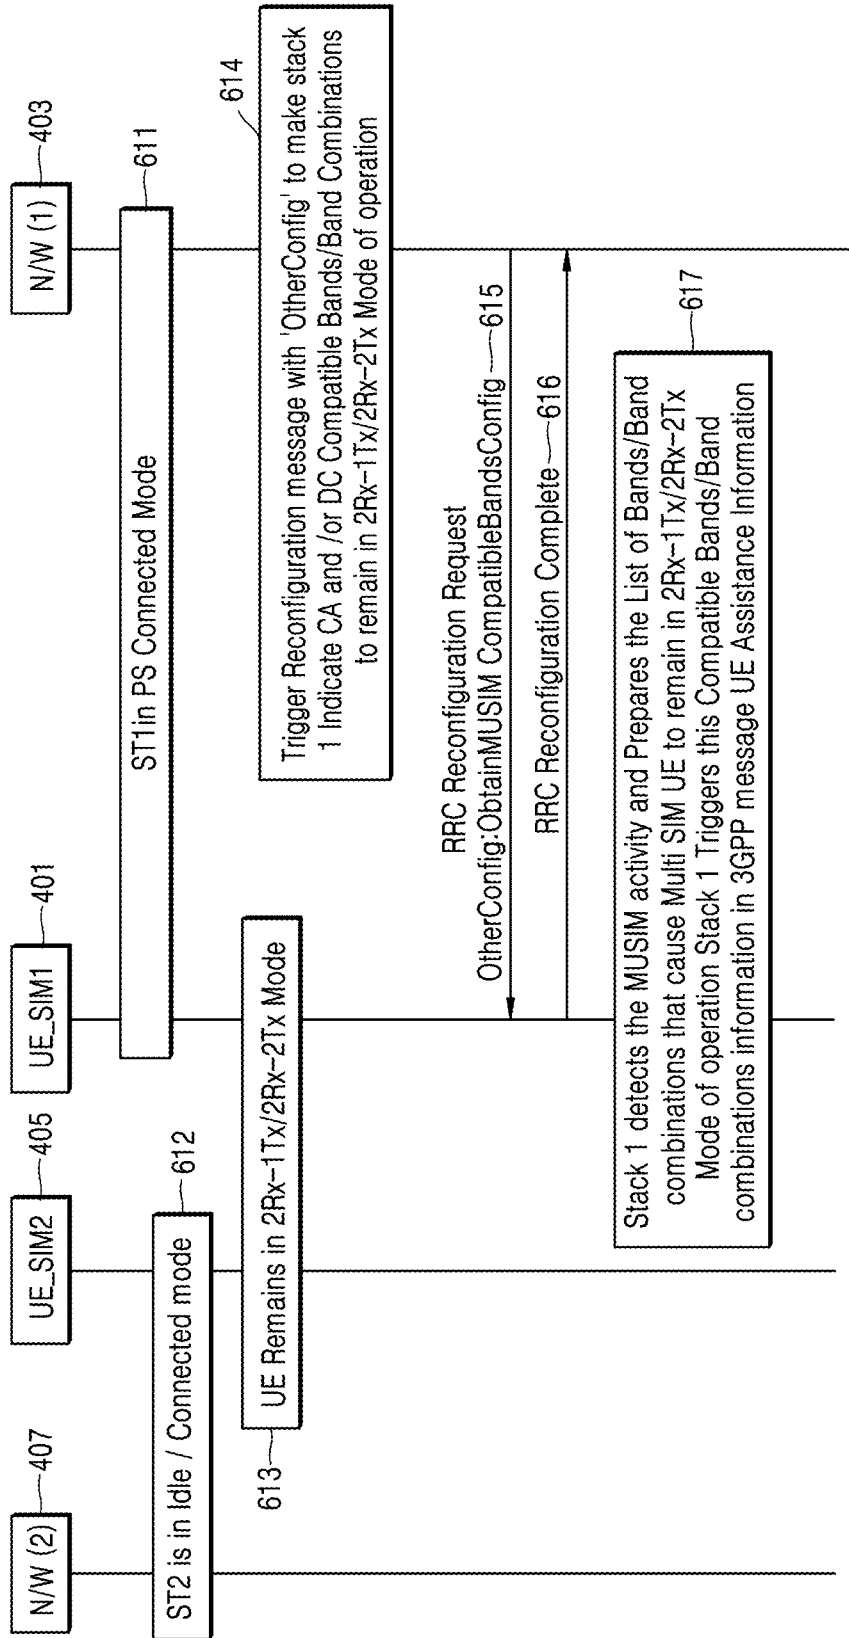 N/W (2)
407
UE_SIM2
405
UE_SIM1
401
N/W (1)
403
ST1in PS Connected Mode
611
ST2 is in Idle / Connected mode
612
UE Remains in 2Rx-1Tx/2Rx-2Tx Mode
613
614
Trigger Reconfiguration message with 'OtherConfig' to make stack
1 Indicate CA and /or DC Compatible Bands/Band Combinations
to remain in 2Rx-1Tx/2Rx-2Tx Mode of operation
RRC Reconfiguration Request
OtherConfig:ObtainMUSIM CompatibleBandsConfig
615
RRC Reconfiguration Complete
616
617
Stack 1 detects the MUSIM activity and Prepares the List of Bands/Band
combinations that cause Multi SIM UE to remain in 2Rx-1Tx/2Rx-2Tx
Mode of operation Stack 1 Triggers this Compatible Bands/Band
combinations information in 3GPP message UE Assistance Information